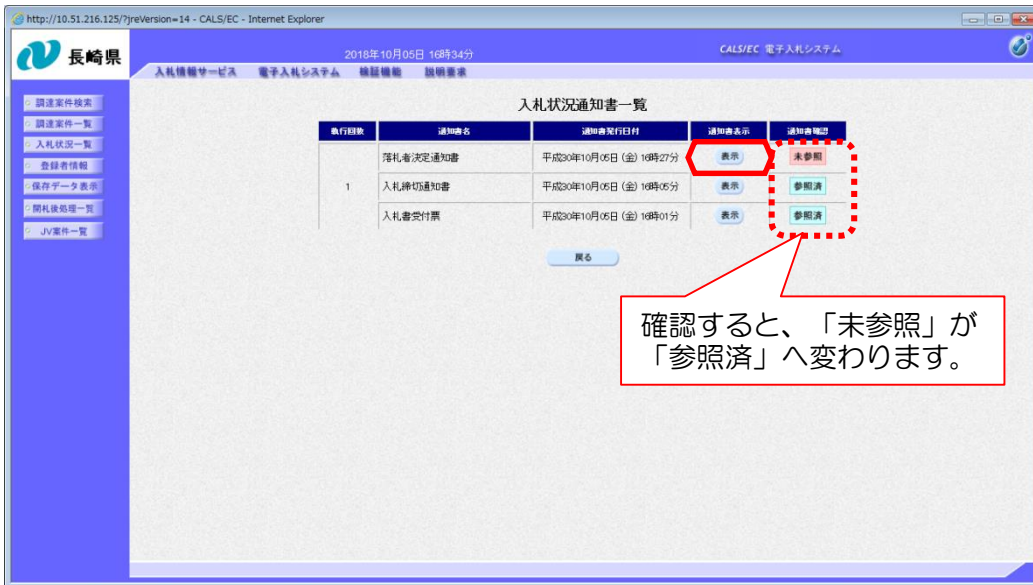 http://10.51.216.125/?jreVersion=14 - CALS/EC - Internet Explorer
長崎県
2018年10月05日 16時34分
CALS/EC 電子入札システム
入札情報サービス 電子入札システム 検証機能 説明要求
調達案件検索
調達案件一覧
入札状況一覧
登録者情報
保存データ表示
開札後処理一覧
JV案件一覧
入札状況通知書一覧
執行回数 通知書名 通知書発行日付 通知書表示 通知書確認
落札者決定通知書 平成30年10月05日 (金) 16時27分 表示 未参照
1 入札締切通知書 平成30年10月05日 (金) 16時05分 表示 参照済
入札書受付票 平成30年10月05日 (金) 16時01分 表示 参照済
戻る
確認すると、「未参照」が
「参照済」へ変わります。